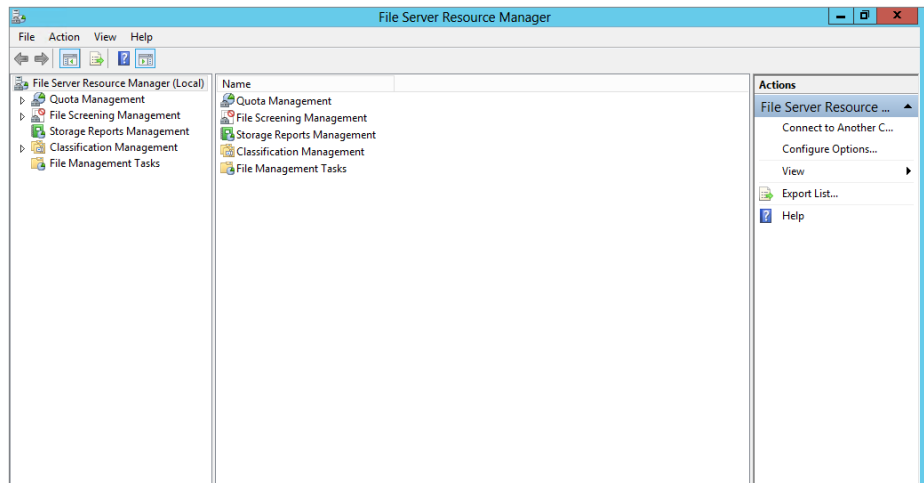 File Server Resource Manager
File Action View Help
File Server Resource Manager (Local)
Quota Management
File Screening Management
Storage Reports Management
Classification Management
File Management Tasks
Name
Quota Management
File Screening Management
Storage Reports Management
Classification Management
File Management Tasks
Actions
File Server Resource ...
Connect to Another C...
Configure Options...
View
Export List...
Help